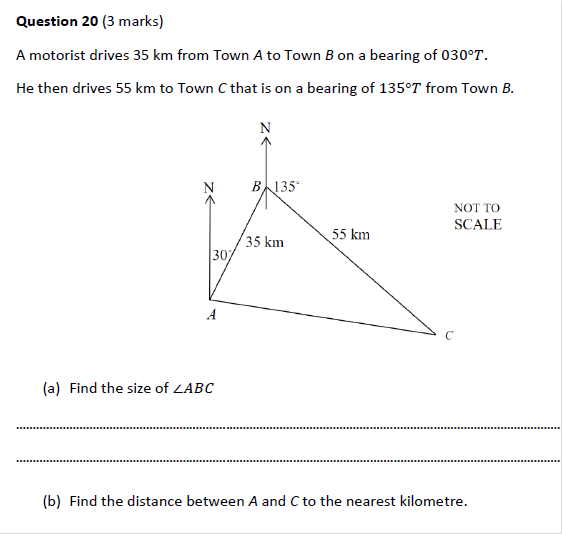 Question 20 (3 marks)
A motorist drives 35 km from Town A to Town B on a bearing of 030°T.
He then drives 55 km to Town C that is on a bearing of 135°T from Town B.
N
N
B
135°
NOT TO
SCALE
55 km
35 km
30°
A
C
(a) Find the size of ∠ABC
(b) Find the distance between A and C to the nearest kilometre.